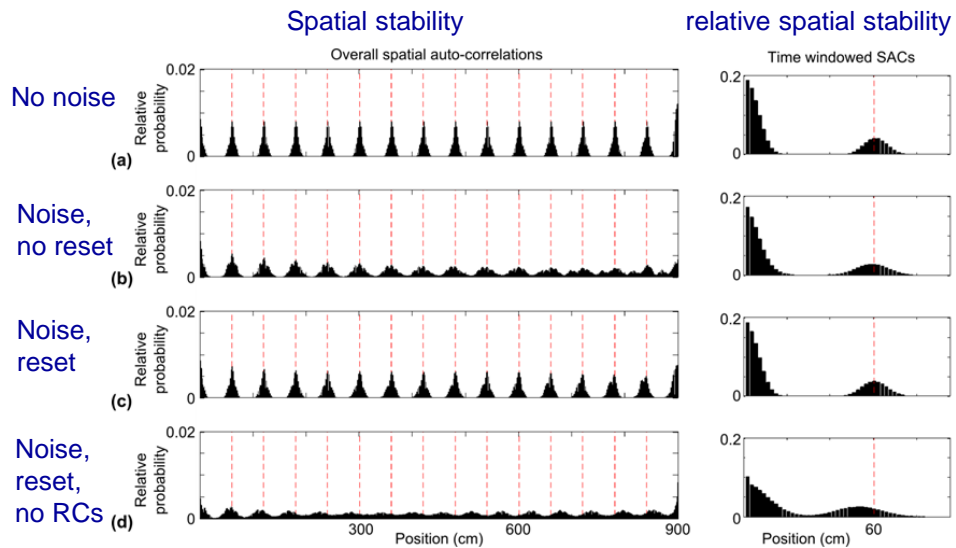 Spatial stability
relative spatial stability
Overall spatial auto-correlations
Time windowed SACs
No noise
(a)
Relative
probability
0.02
0
0.2
0
Noise,
no reset
(b)
Relative
probability
0.02
0
0.2
0
Noise,
reset
(c)
Relative
probability
0.02
0
0.2
0
Noise,
reset,
no RCs
(d)
Relative
probability
0.02
0
300
600
900
Position (cm)
0.2
0
60
Position (cm)